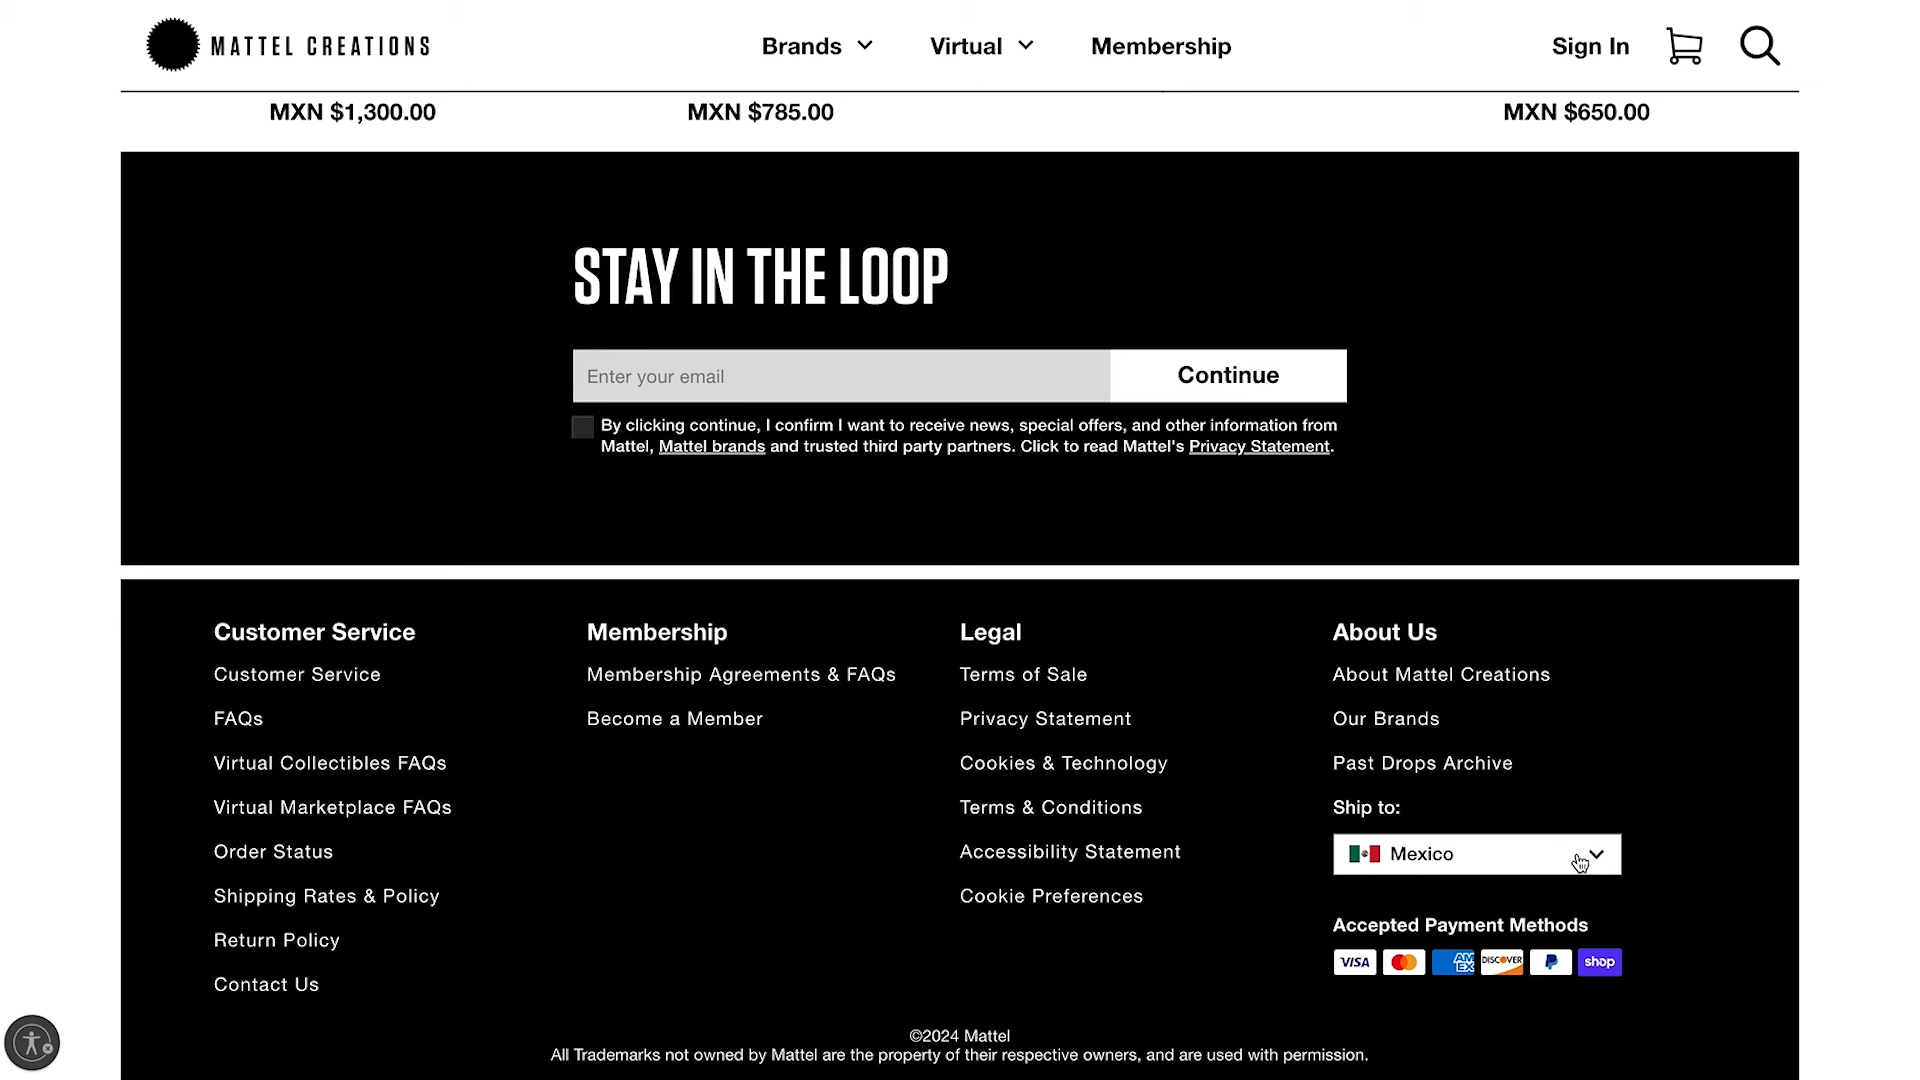 MATTEL CREATIONS
Brands
Virtual
Membership
Sign In
MXN $1,300.00
MXN $785.00
MXN $650.00
STAY IN THE LOOP
Enter your email
Continue
By clicking continue, I confirm I want to receive news, special offers, and other information from
Mattel, Mattel brands and trusted third party partners. Click to read Mattel's Privacy Statement.
Customer Service
Customer Service
FAQs
Virtual Collectibles FAQs
Virtual Marketplace FAQs
Order Status
Shipping Rates & Policy
Return Policy
Contact Us
Membership
Membership Agreements & FAQs
Become a Member
Legal
Terms of Sale
Privacy Statement
Cookies & Technology
Terms & Conditions
Accessibility Statement
Cookie Preferences
About Us
About Mattel Creations
Our Brands
Past Drops Archive
Ship to:
Mexico
Accepted Payment Methods
VISA
AM
EX
DISCOVER
shop
©2024 Mattel
All Trademarks not owned by Mattel are the property of their respective owners, and are used with permission.